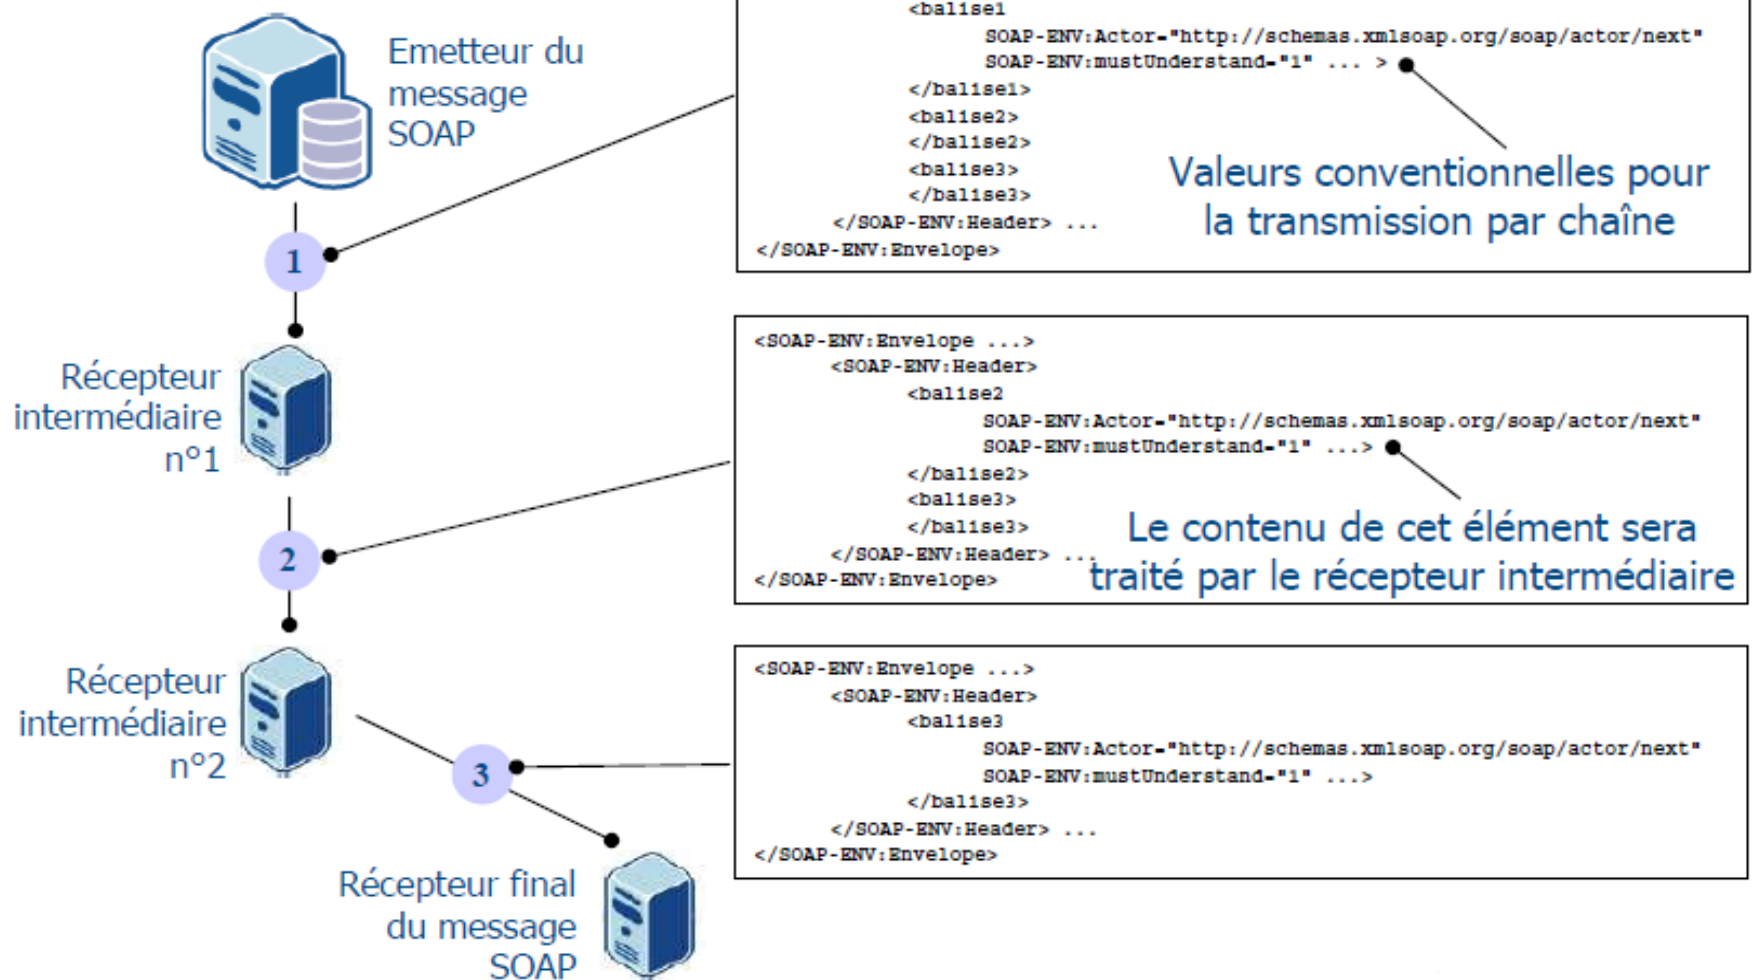 Emetteur du
message
SOAP
<balise1
SOAP-ENV:Actor="http://schemas.xmlsoap.org/soap/actor/next"
SOAP-ENV:mustUnderstand="1" ... >
</balise1>
<balise2>
</balise2>
<balise3>
</balise3>
</SOAP-ENV:Header> ...
</SOAP-ENV:Envelope>
Valeurs conventionnelles pour
la transmission par chaîne
1
Récepteur
intermédiaire
n°1
<SOAP-ENV:Envelope ...>
<SOAP-ENV:Header>
<balise2
SOAP-ENV:Actor="http://schemas.xmlsoap.org/soap/actor/next"
SOAP-ENV:mustUnderstand="1" ...>
</balise2>
<balise3>
</balise3>
</SOAP-ENV:Header> ...
</SOAP-ENV:Envelope>
Le contenu de cet élément sera
traité par le récepteur intermédiaire
2
Récepteur
intermédiaire
n°2
<SOAP-ENV:Envelope ...>
<SOAP-ENV:Header>
<balise3
SOAP-ENV:Actor="http://schemas.xmlsoap.org/soap/actor/next"
SOAP-ENV:mustUnderstand="1" ...>
</balise3>
</SOAP-ENV:Header> ...
</SOAP-ENV:Envelope>
3
Récepteur final
du message
SOAP